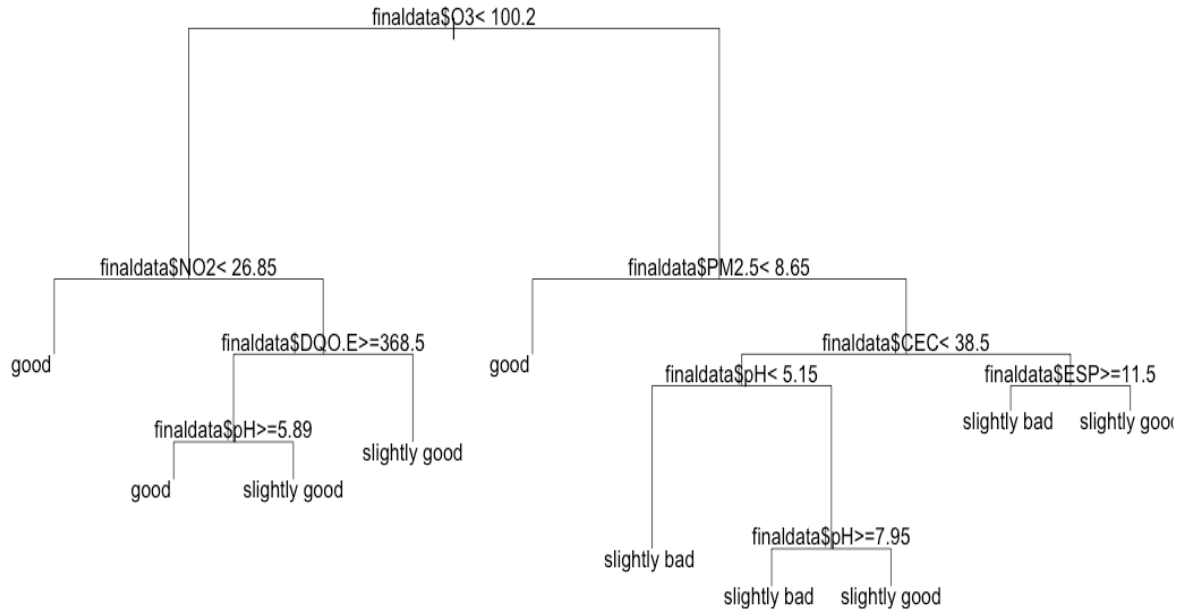 finaldata$O3< 100.2
finaldata$NO2< 26.85
finaldata$PM2.5< 8.65
good
finaldata$DQO.E>=368.5
good
finaldata$CEC< 38.5
finaldata$pH>=5.89
slightly good
finaldata$pH< 5.15
finaldata$ESP>=11.5
good
slightly good
slightly bad
slightly good
slightly bad
finaldata$pH>=7.95
slightly bad
slightly good